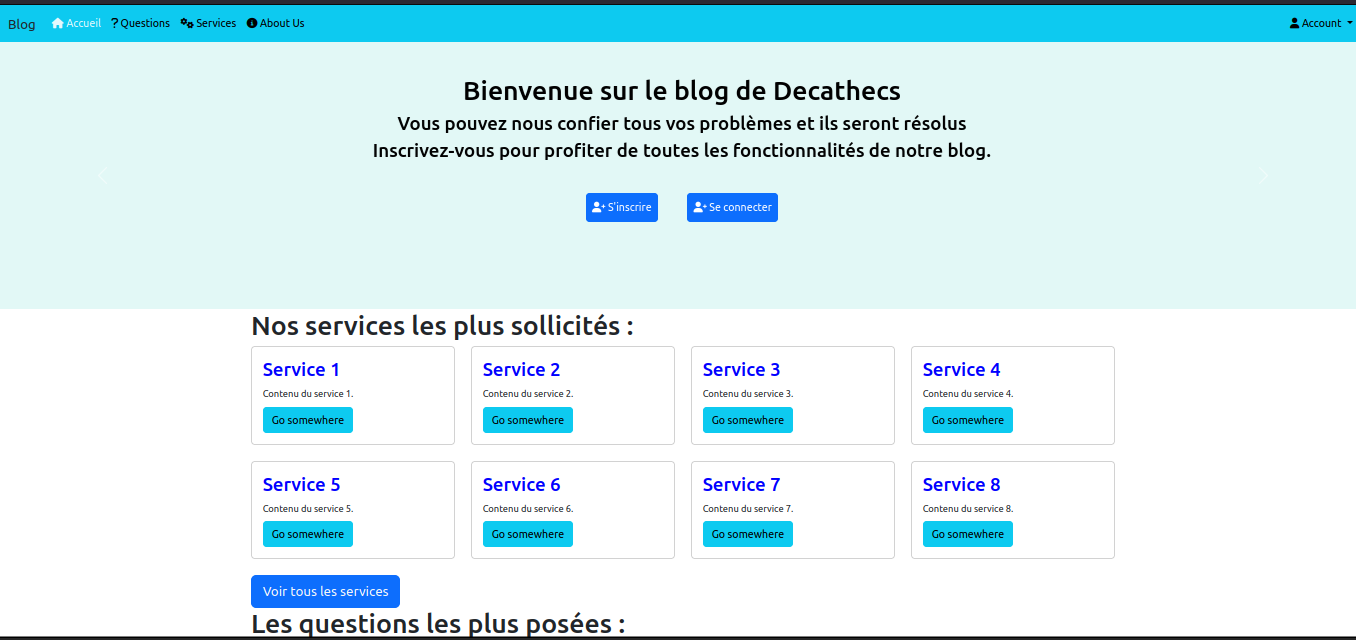 Blog Accueil ? Questions Services About Us Account
Bienvenue sur le blog de Decathecs
Vous pouvez nous confier tous vos problèmes et ils seront résolus
Inscrivez-vous pour profiter de toutes les fonctionnalités de notre blog.
S'inscrire Se connecter
Nos services les plus sollicités :
Service 1 Service 2 Service 3 Service 4
Contenu du service 1. Contenu du service 2. Contenu du service 3. Contenu du service 4.
Go somewhere Go somewhere Go somewhere Go somewhere
Service 5 Service 6 Service 7 Service 8
Contenu du service 5. Contenu du service 6. Contenu du service 7. Contenu du service 8.
Go somewhere Go somewhere Go somewhere Go somewhere
Voir tous les services
Les questions les plus posées :